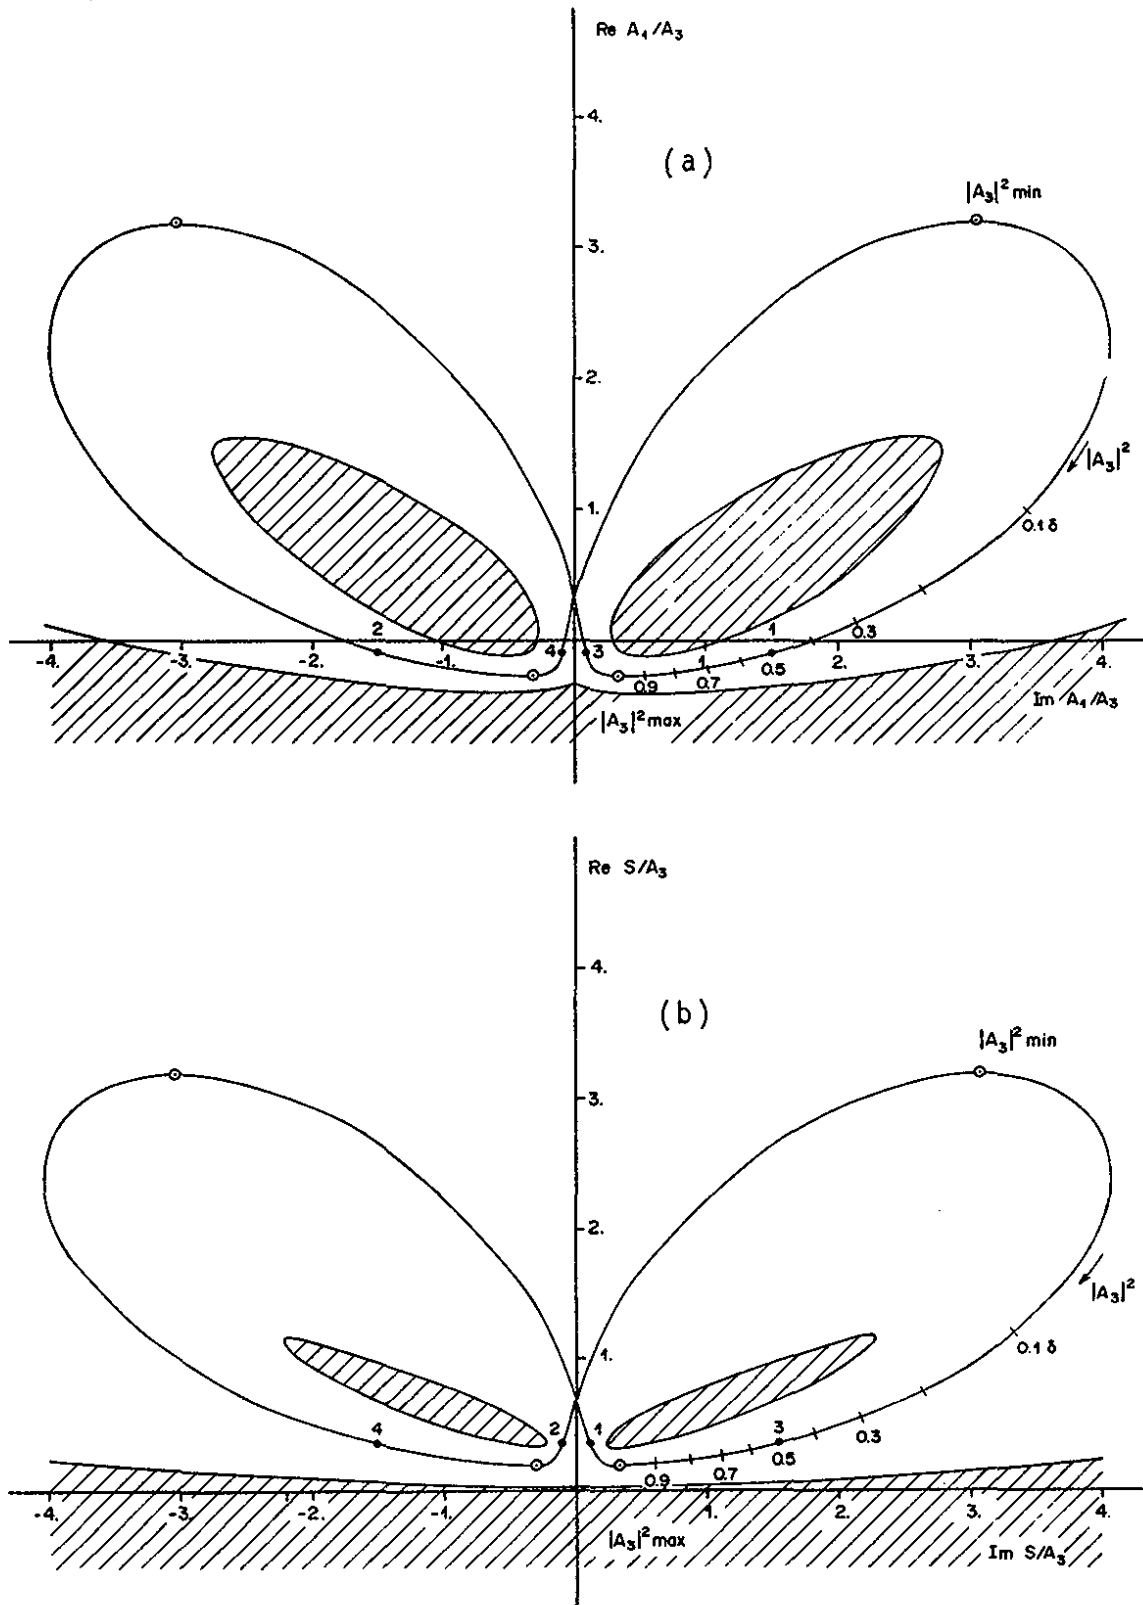 Re A₁/A₃
4.
(a)
|A₃|² min
3.
2.
|A₃|²
1.
0.1 δ
2
4
3
1
0.3
-4. -3. -2. -1. 1. 2. 3. 4.
0.9 0.7 0.5
Im A₁/A₃
|A₃|² max
Re S/A₃
4.
(b)
|A₃|² min
3.
2.
|A₃|²
1.
0.1 δ
4
2
1
3
0.3
0.9 0.7 0.5
-4. -3. -2. -1. 1. 2. 3. 4.
|A₃|² max
Im S/A₃